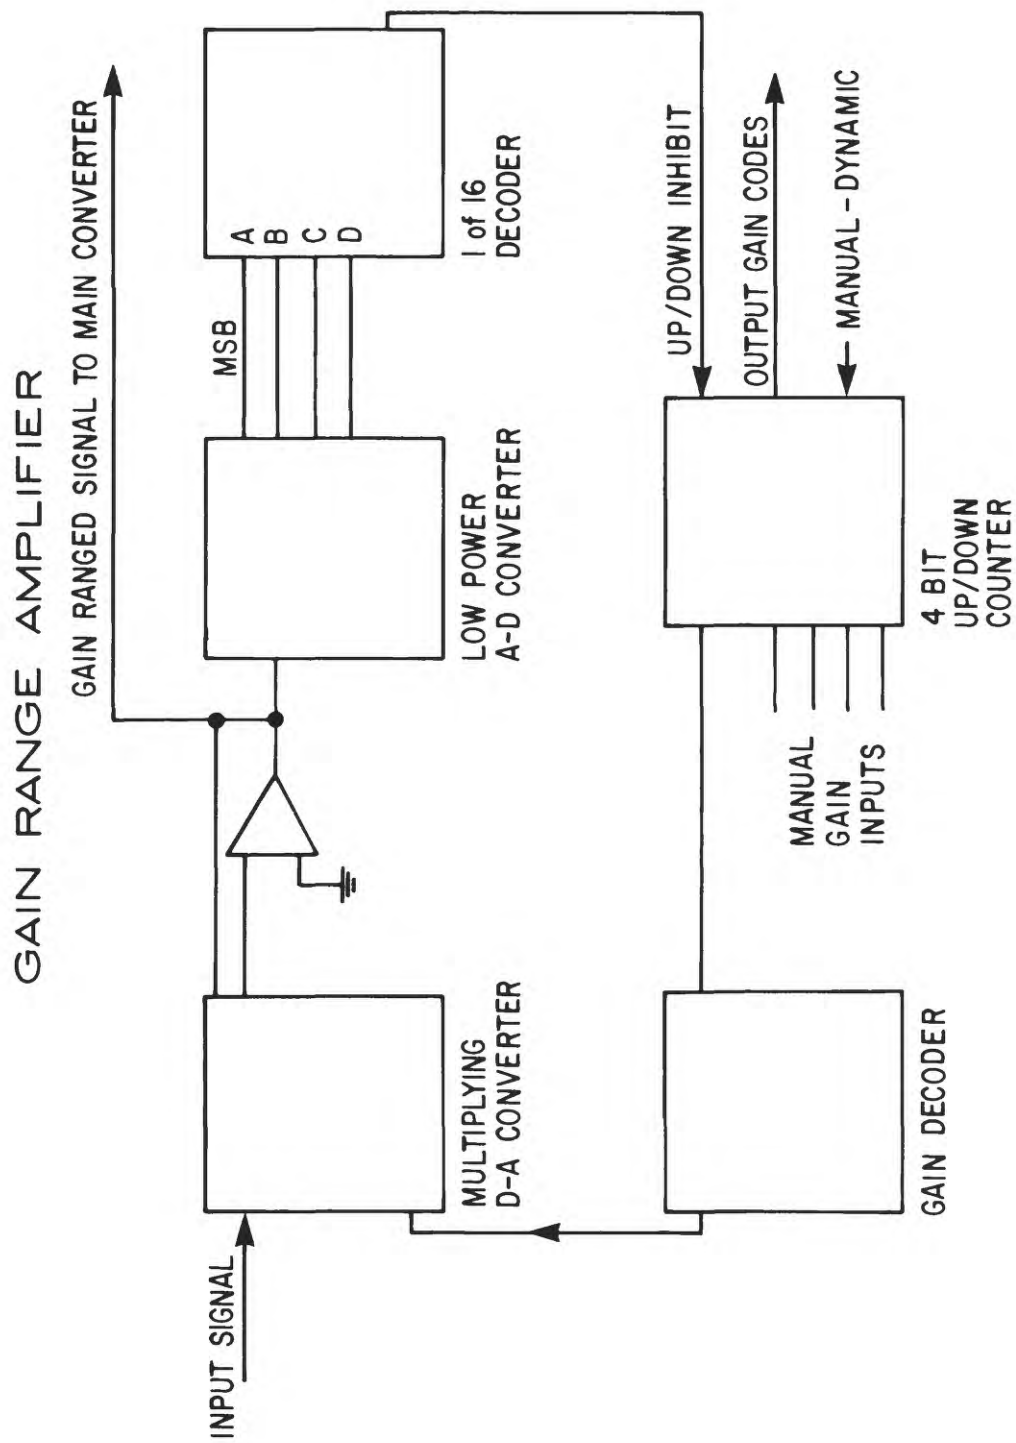 GAIN RANGE AMPLIFIER
GAIN RANGED SIGNAL TO MAIN CONVERTER
INPUT SIGNAL
MULTIPLYING
D-A CONVERTER
LOW POWER
A-D CONVERTER
MSB
A
B
C
D
1 of 16
DECODER
UP/DOWN INHIBIT
OUTPUT GAIN CODES
MANUAL-DYNAMIC
GAIN DECODER
MANUAL
GAIN
INPUTS
4 BIT
UP/DOWN
COUNTER